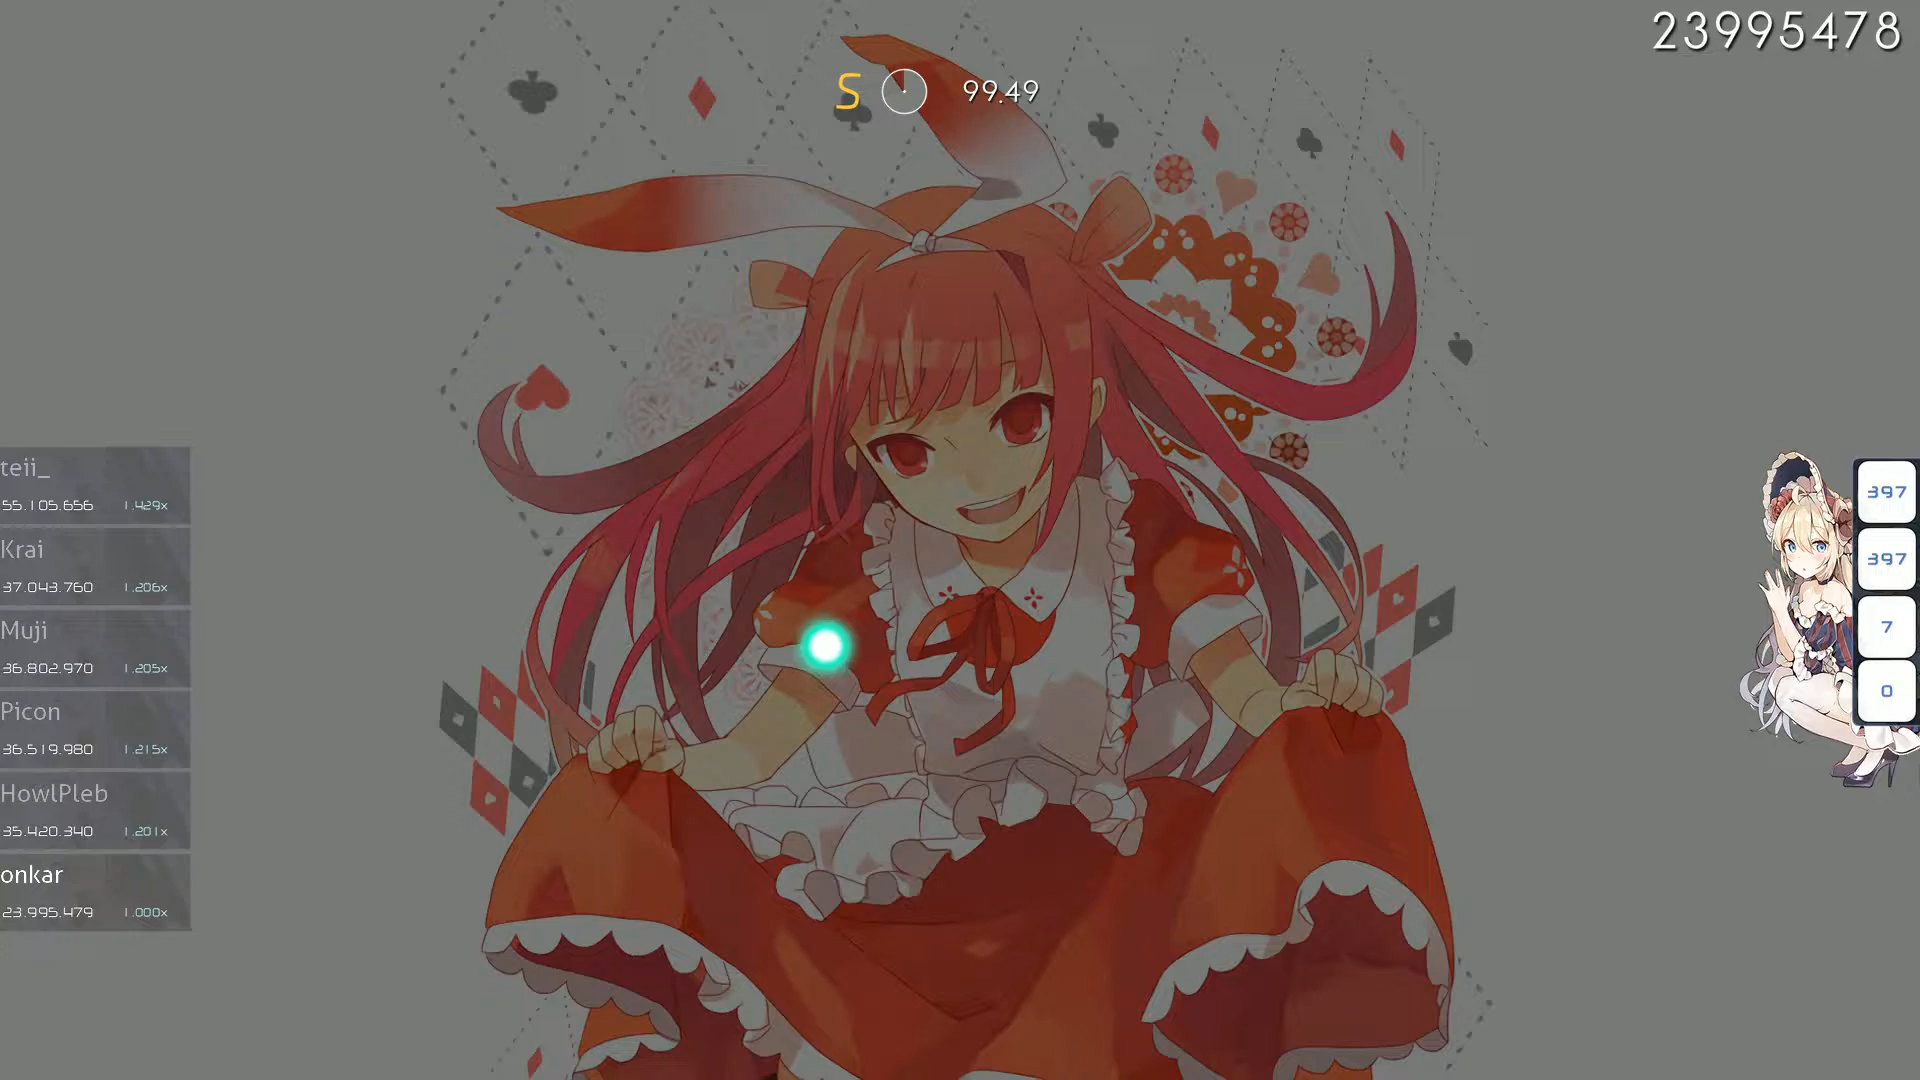 23995478
S 99.49
teii_
55.105.656 1.429x
Krai
37.043.760 1.206x
Muji
36.802.970 1.205x
Picon
36.519.980 1.215x
HowlPleb
35.420.340 1.201x
onkar
23.995.479 1.000x
397
397
7
0